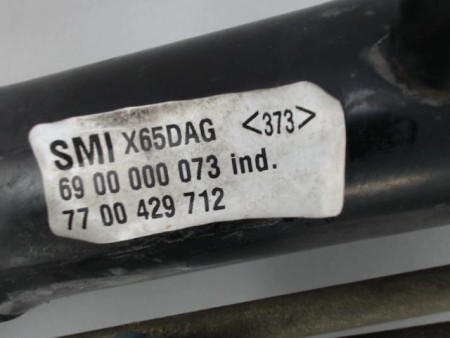 SMI X65DAG <373>
69 00 000 073 ind.
77 00 429 712